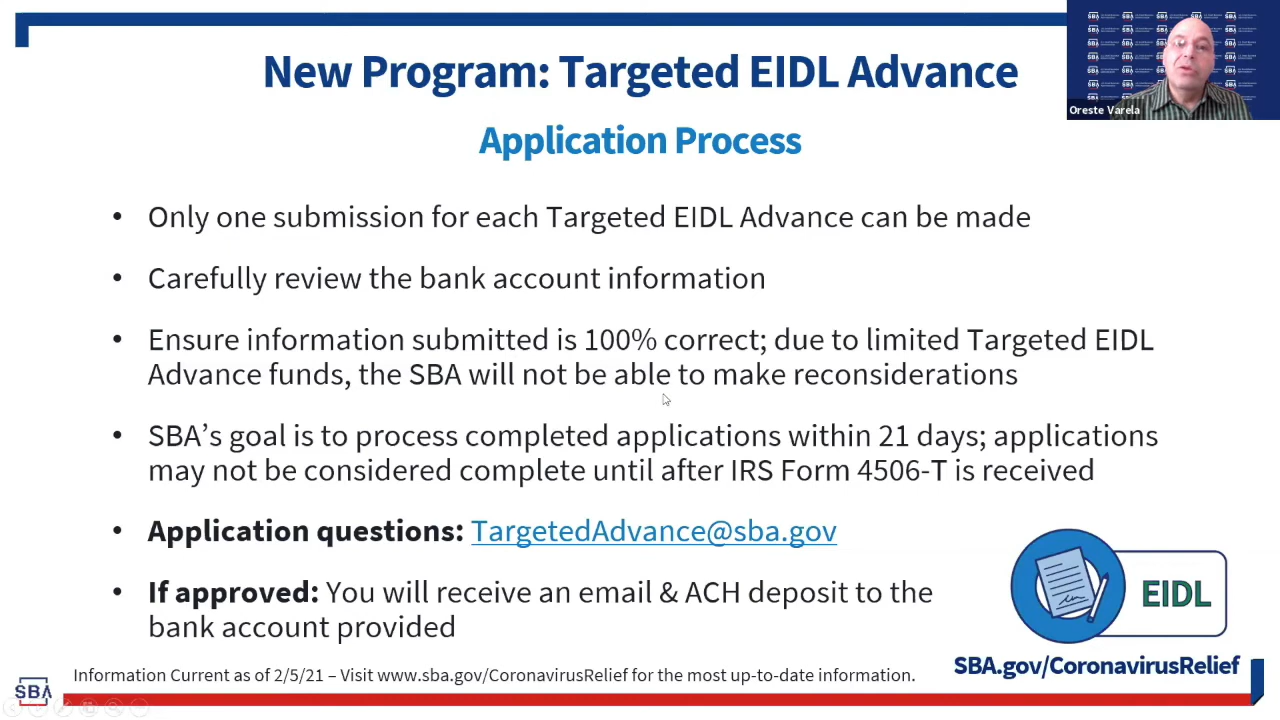 New Program: Targeted EIDL Advance
Oreste Varela
Application Process
• Only one submission for each Targeted EIDL Advance can be made
• Carefully review the bank account information
• Ensure information submitted is 100% correct; due to limited Targeted EIDL
Advance funds, the SBA will not be able to make reconsiderations
• SBA’s goal is to process completed applications within 21 days; applications
may not be considered complete until after IRS Form 4506-T is received
• Application questions: TargetedAdvance@sba.gov
• If approved: You will receive an email & ACH deposit to the
bank account provided
EIDL
SBA.gov/CoronavirusRelief
Information Current as of 2/5/21 – Visit www.sba.gov/CoronavirusRelief for the most up-to-date information.
SBA